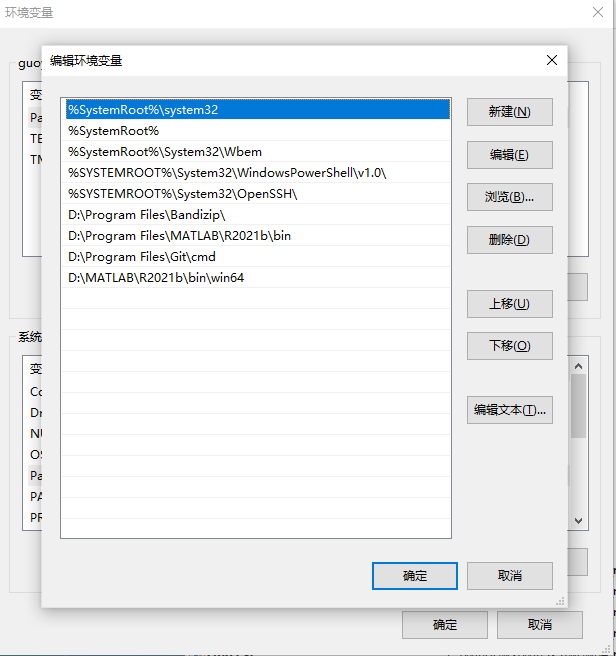 环境变量
编辑环境变量
guo
变
Pa
TE
TM
%SystemRoot%\system32
%SystemRoot%
%SystemRoot%\System32\Wbem
%SYSTEMROOT%\System32\WindowsPowerShell\v1.0\
%SYSTEMROOT%\System32\OpenSSH\
D:\Program Files\Bandizip\
D:\Program Files\MATLAB\R2021b\bin
D:\Program Files\Git\cmd
D:\MATLAB\R2021b\bin\win64
新建(N)
编辑(E)
浏览(B)...
删除(D)
上移(U)
下移(O)
编辑文本(T)...
系统
变
Co
Dr
NU
OS
Pa
PA
PR
确定
取消
确定
取消